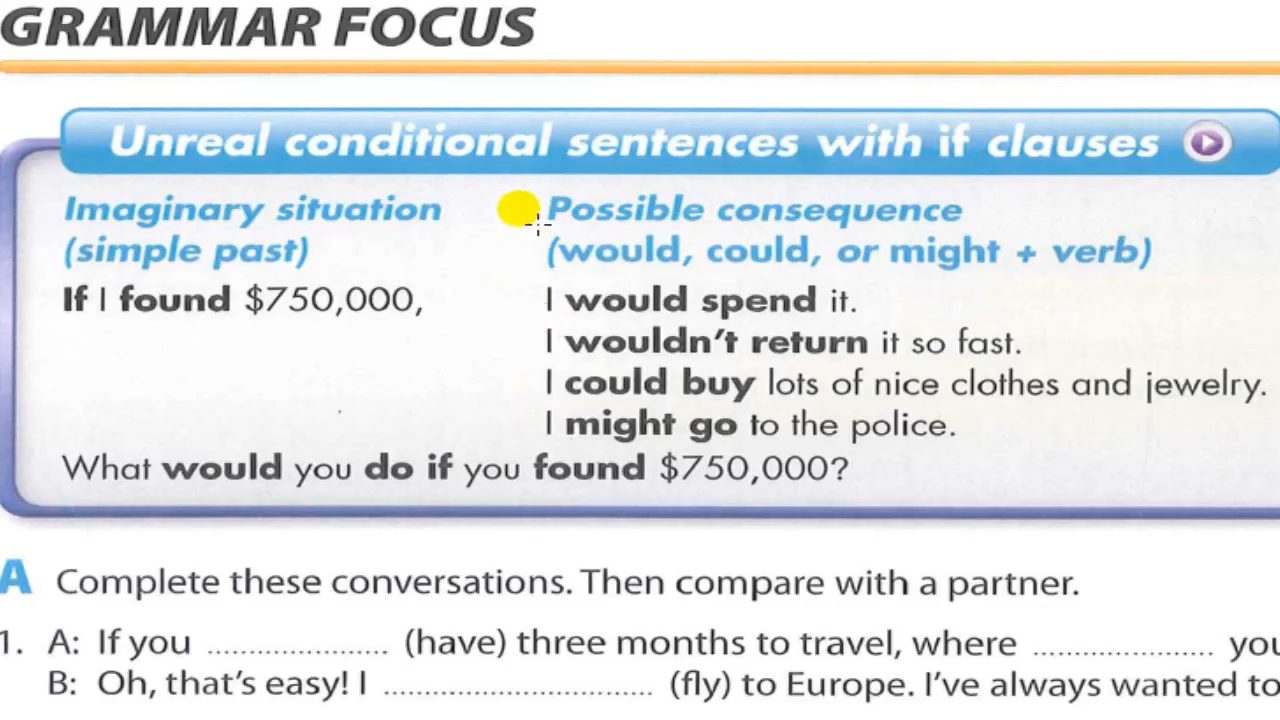 GRAMMAR FOCUS
Unreal conditional sentences with if clauses
Imaginary situation
(simple past)
Possible consequence
(would, could, or might + verb)
If I found $750,000,
I would spend it.
I wouldn't return it so fast.
I could buy lots of nice clothes and jewelry.
I might go to the police.
What would you do if you found $750,000?
A Complete these conversations. Then compare with a partner.
1. A: If you .................... (have) three months to travel, where .................... you
B: Oh, that's easy! I .............................. (fly) to Europe. I've always wanted to